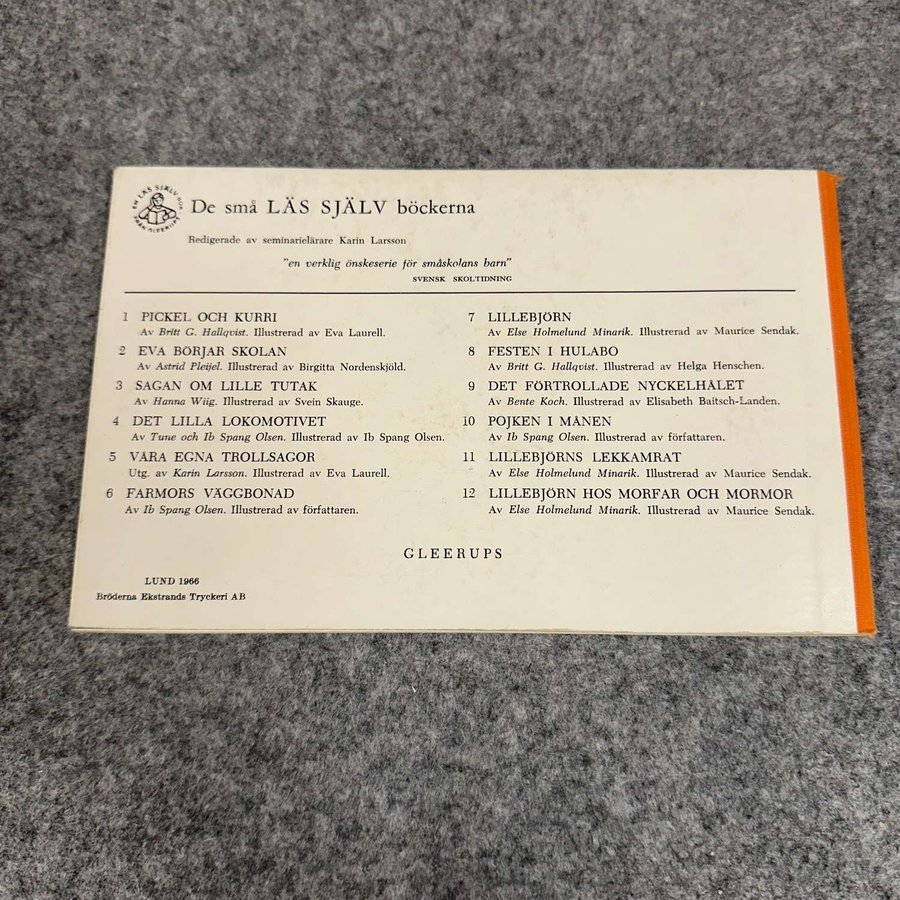 EN LÄS SJÄLV BOK
FRÅN GLEERUPS
De små LÄS SJÄLV böckerna
Redigerade av seminarielärare Karin Larsson
"en verklig önskeserie för småskolans barn"
SVENSK SKOLTIDNING
1 PICKEL OCH KURRI
Av Britt G. Hallqvist. Illustrerad av Eva Laurell.
2 EVA BÖRJAR SKOLAN
Av Astrid Pleijel. Illustrerad av Birgitta Nordenskjöld.
3 SAGAN OM LILLE TUTAK
Av Hanna Wiig. Illustrerad av Svein Skauge.
4 DET LILLA LOKOMOTIVET
Av Tune och Ib Spang Olsen. Illustrerad av Ib Spang Olsen.
5 VÅRA EGNA TROLLSAGOR
Utg. av Karin Larsson. Illustrerad av Eva Laurell.
6 FARMORS VÄGGBONAD
Av Ib Spang Olsen. Illustrerad av författaren.
7 LILLEBJÖRN
Av Else Holmelund Minarik. Illustrerad av Maurice Sendak.
8 FESTEN I HULABO
Av Britt G. Hallqvist. Illustrerad av Helga Henschen.
9 DET FÖRTROLLADE NYCKELHÅLET
Av Bente Koch. Illustrerad av Elisabeth Baitsch-Landen.
10 POJKEN I MÅNEN
Av Ib Spang Olsen. Illustrerad av författaren.
11 LILLEBJÖRNS LEKKAMRAT
Av Else Holmelund Minarik. Illustrerad av Maurice Sendak.
12 LILLEBJÖRN HOS MORFAR OCH MORMOR
Av Else Holmelund Minarik. Illustrerad av Maurice Sendak.
GLEERUPS
LUND 1966
Bröderna Ekstrands Tryckeri AB